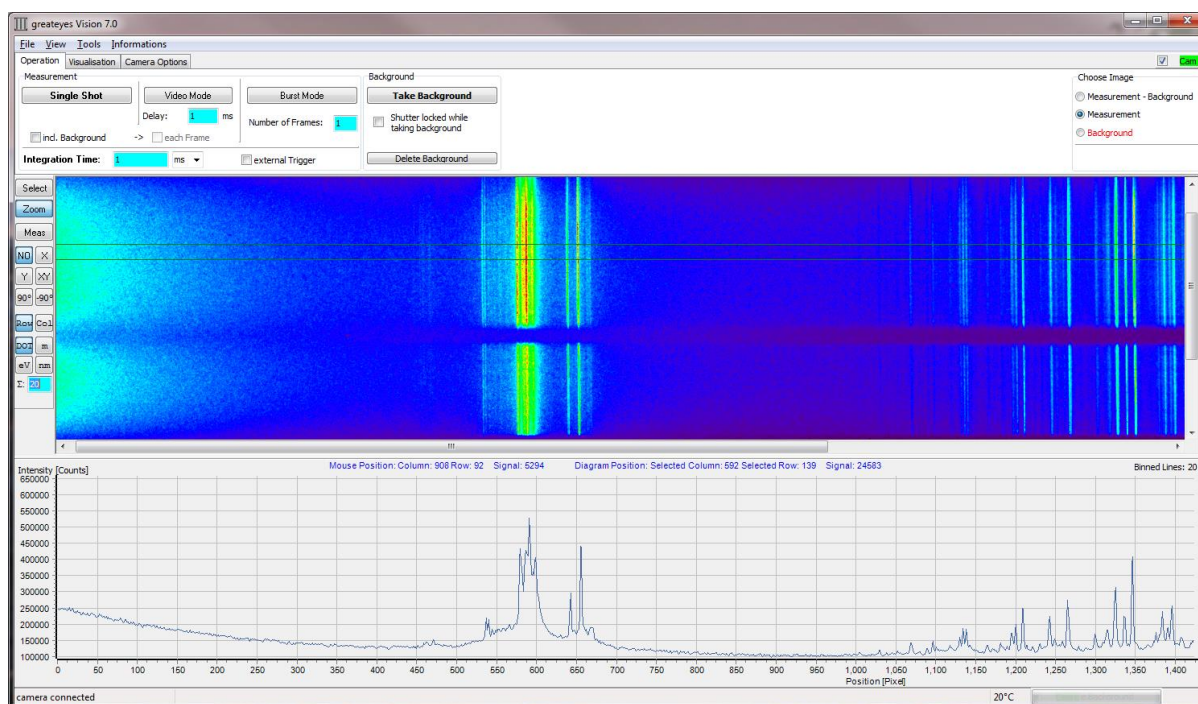 greateyes Vision 7.0
File View Tools Informations
Operation Visualisation Camera Options Cam
Measurement Background Choose Image
Single Shot Video Mode Burst Mode Take Background Measurement - Background
Delay: 1 ms Number of Frames: 1 Shutter locked while taking background Measurement
incl. Background -> each Frame Background
Integration Time: 1 ms external Trigger Delete Background
Select
Zoom
Meas
NO X
Y XY
90° -90°
Row Col
DOT m
eV nm
Σ: 20
Intensity [Counts] Mouse Position: Column: 908 Row: 92 Signal: 5294 Diagram Position: Selected Column: 592 Selected Row: 139 Signal: 24583 Binned Lines: 20
650000
600000
550000
500000
450000
400000
350000
300000
250000
200000
150000
100000
0 50 100 150 200 250 300 350 400 450 500 550 600 650 700 750 800 850 900 950 1,000 1,050 1,100 1,150 1,200 1,250 1,300 1,350 1,400
Position [Pixel]
camera connected 20°C